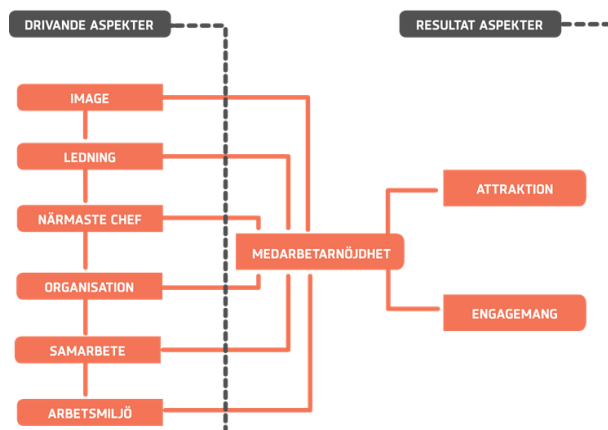 DRIVANDE ASPEKTER
RESULTAT ASPEKTER
IMAGE
LEDNING
NÄRMASTE CHEF
ORGANISATION
SAMARBETE
ARBETSMILJÖ
MEDARBETARNÖJDHET
ATTRAKTION
ENGAGEMANG